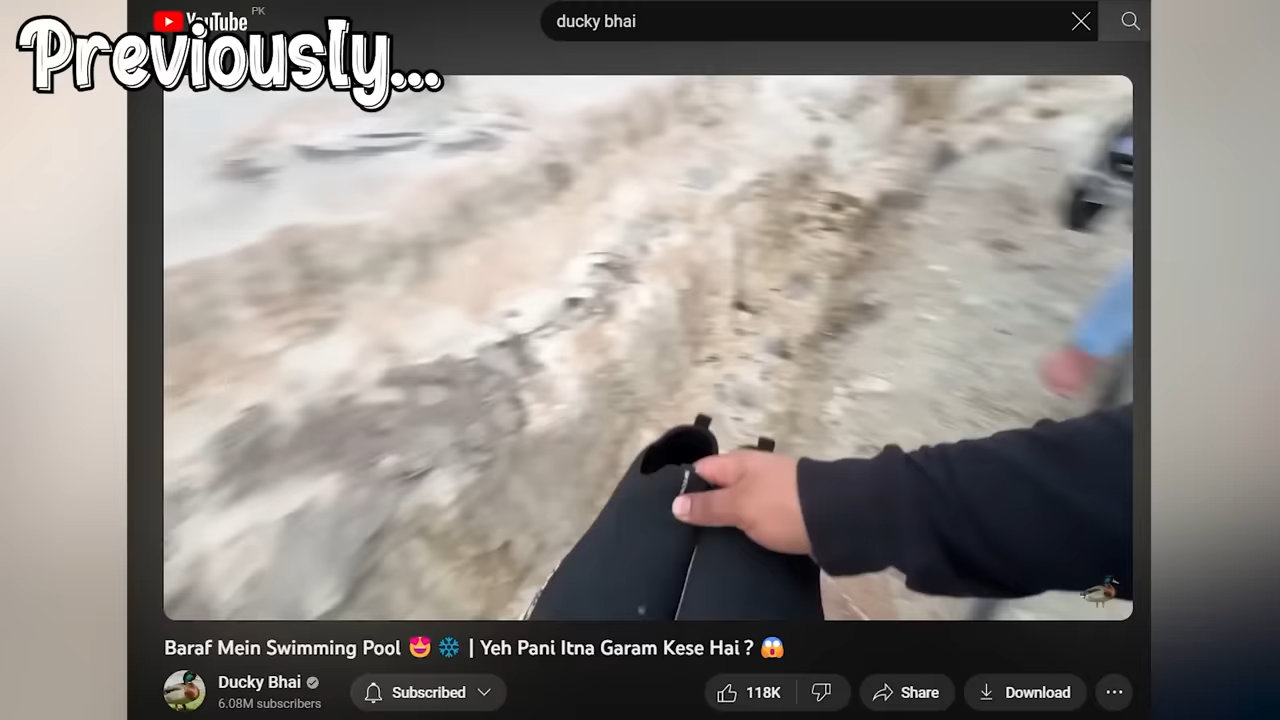 YouTube PK
ducky bhai
Previously...
Baraf Mein Swimming Pool 😍 ❄️ | Yeh Pani Itna Garam Kese Hai ? 😱
Ducky Bhai
6.08M subscribers
Subscribed
118K
Share
Download